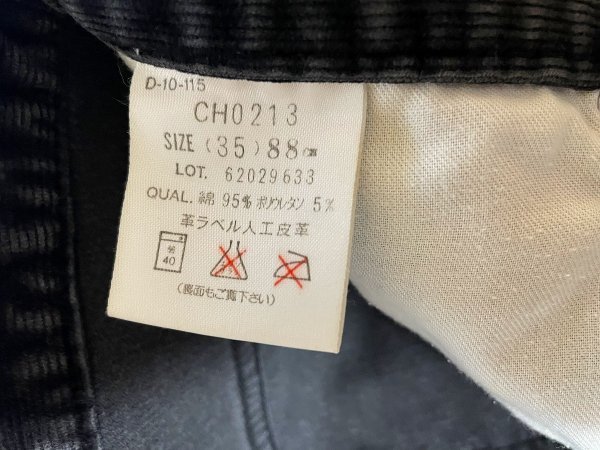 D-10-115
CH0213
SIZE (35) 88cm
LOT. 62029633
QUAL. 綿 95% ポリウレタン 5%
革ラベル人工皮革
40
(裏面もご覧下さい)